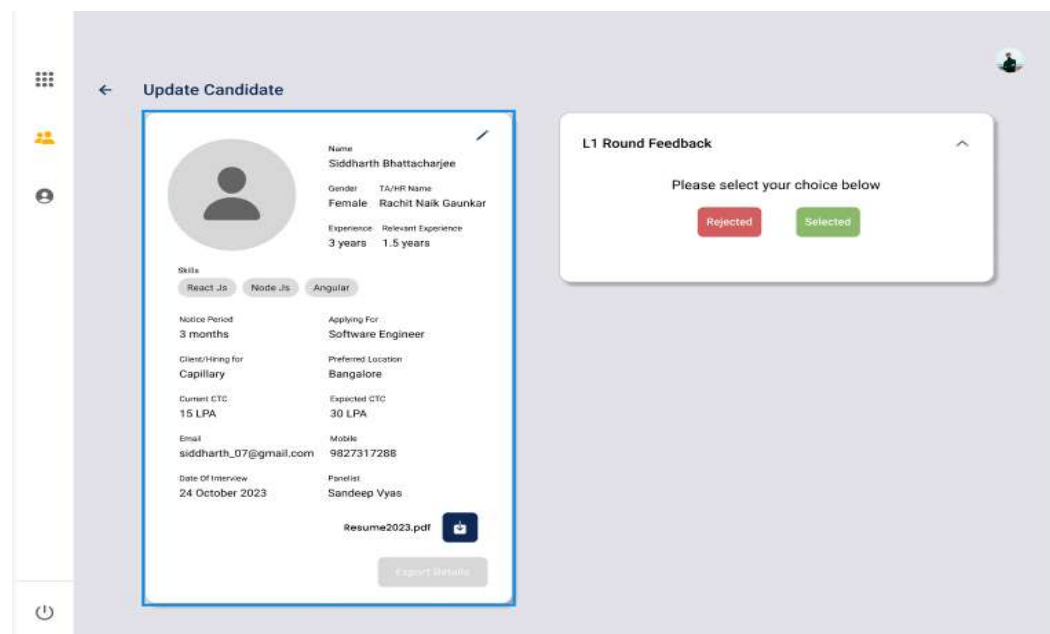 Update Candidate
Name
Siddharth Bhattacharjee
Gender TA/HR Name
Female Rachit Naik Gaunkar
Experience Relevant Experience
3 years 1.5 years
Skills
React Js Node Js Angular
Notice Period Applying For
3 months Software Engineer
Client/Hiring for Preferred Location
Capillary Bangalore
Current CTC Expected CTC
15 LPA 30 LPA
Email Mobile
siddharth_07@gmail.com 9827317288
Date Of Interview Panelist
24 October 2023 Sandeep Vyas
Resume2023.pdf
Export Details
L1 Round Feedback
Please select your choice below
Rejected Selected